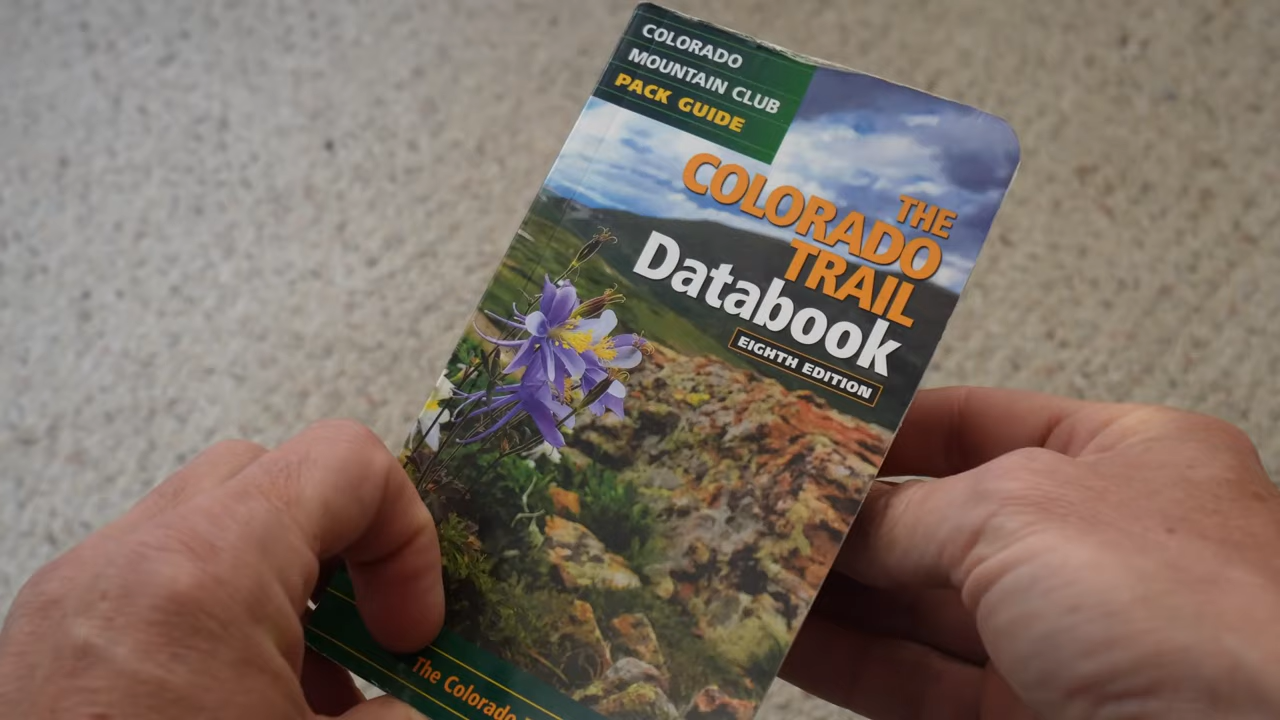 COLORADO
MOUNTAIN CLUB
PACK GUIDE
THE
COLORADO
TRAIL
Databook
EIGHTH EDITION
The Colorado